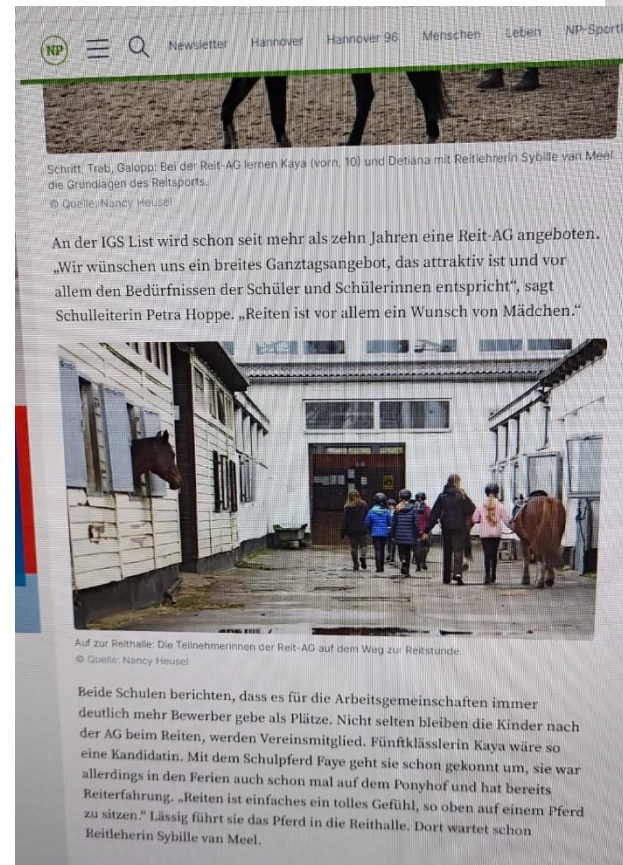 NP
Newsletter
Hannover
Hannover 96
Menschen
Leben
NP-Sport
Schritt, Trab, Galopp: Bei der Reit-AG lernen Kaya (vorn, 10) und Detiana mit Reitlehrerin Sybille van Meel
die Grundlagen des Reitsports.
© Quelle: Nancy Heusel
An der IGS List wird schon seit mehr als zehn Jahren eine Reit-AG angeboten.
„Wir wünschen uns ein breites Ganztagsangebot, das attraktiv ist und vor
allem den Bedürfnissen der Schüler und Schülerinnen entspricht“, sagt
Schulleiterin Petra Hoppe. „Reiten ist vor allem ein Wunsch von Mädchen.“
Auf zur Reithalle: Die Teilnehmerinnen der Reit-AG auf dem Weg zur Reitstunde.
© Quelle: Nancy Heusel
Beide Schulen berichten, dass es für die Arbeitsgemeinschaften immer
deutlich mehr Bewerber gebe als Plätze. Nicht selten bleiben die Kinder nach
der AG beim Reiten, werden Vereinsmitglied. Fünftklässlerin Kaya wäre so
eine Kandidatin. Mit dem Schulpferd Faye geht sie schon gekonnt um, sie war
allerdings in den Ferien auch schon mal auf dem Ponyhof und hat bereits
Reiterfahrung. „Reiten ist einfaches ein tolles Gefühl, so oben auf einem Pferd
zu sitzen.“ Lässig führt sie das Pferd in die Reithalle. Dort wartet schon
Reitleherin Sybille van Meel.